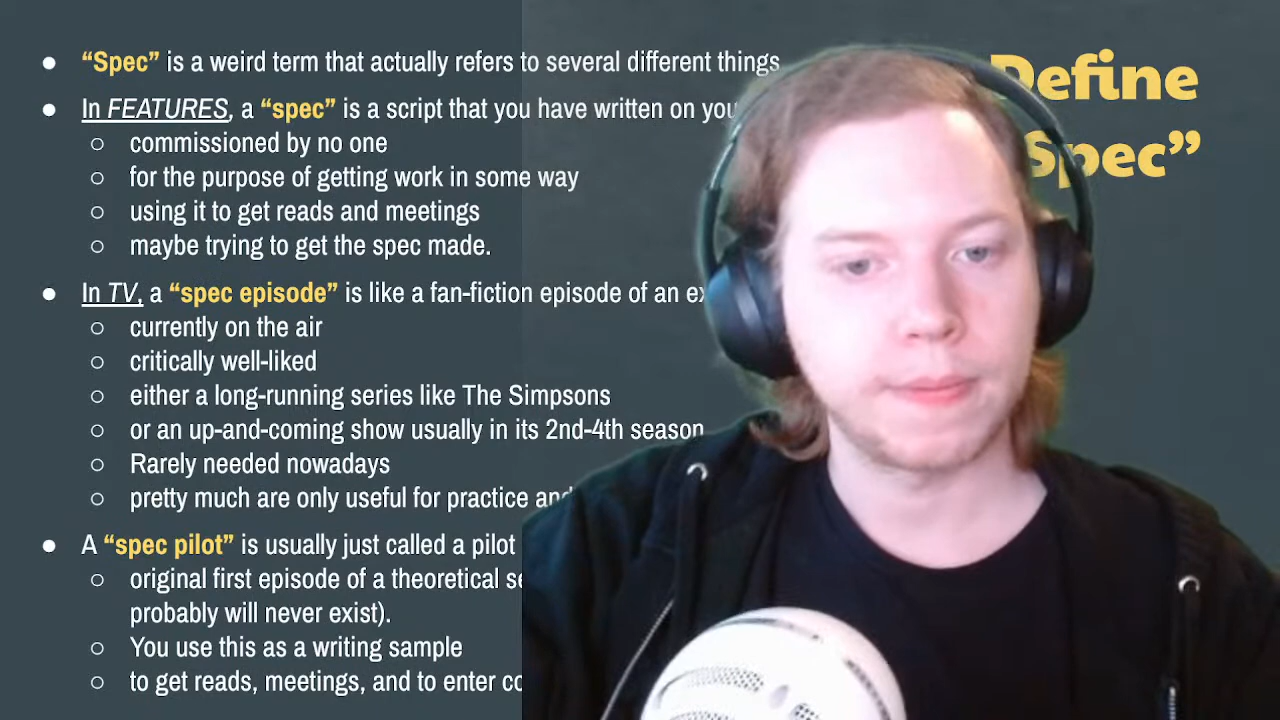 “Spec” is a weird term that actually refers to several different things
In FEATURES, a “spec” is a script that you have written on
commissioned by no one
for the purpose of getting work in some way
using it to get reads and meetings
maybe trying to get the spec made.
In TV, a “spec episode” is like a fan-fiction episode of an
currently on the air
critically well-liked
either a long-running series like The Simpsons
or an up-and-coming show usually in its 2nd-4th season
Rarely needed nowadays
pretty much are only useful for practice and
A “spec pilot” is usually just called a pilot
original first episode of a theoretical
probably will never exist).
You use this as a writing sample
to get reads, meetings, and to enter
Define
Spec”